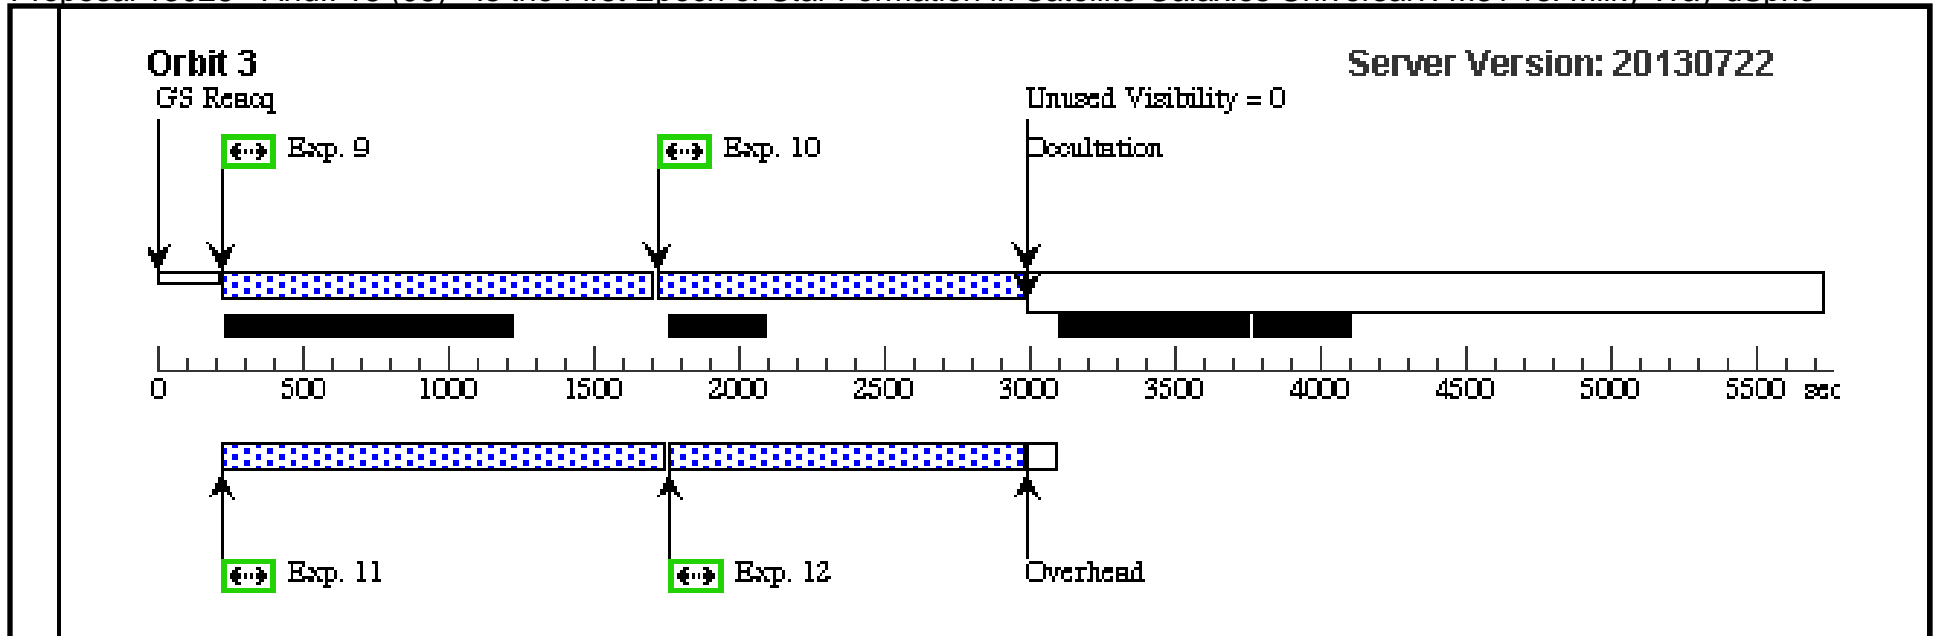 Orbit 3
Server Version: 20130722
GS Reacq
Unused Visibility = 0
Exp. 9
Exp. 10
Occultation
0 500 1000 1500 2000 2500 3000 3500 4000 4500 5000 5500 sec
Exp. 11
Exp. 12
Overhead